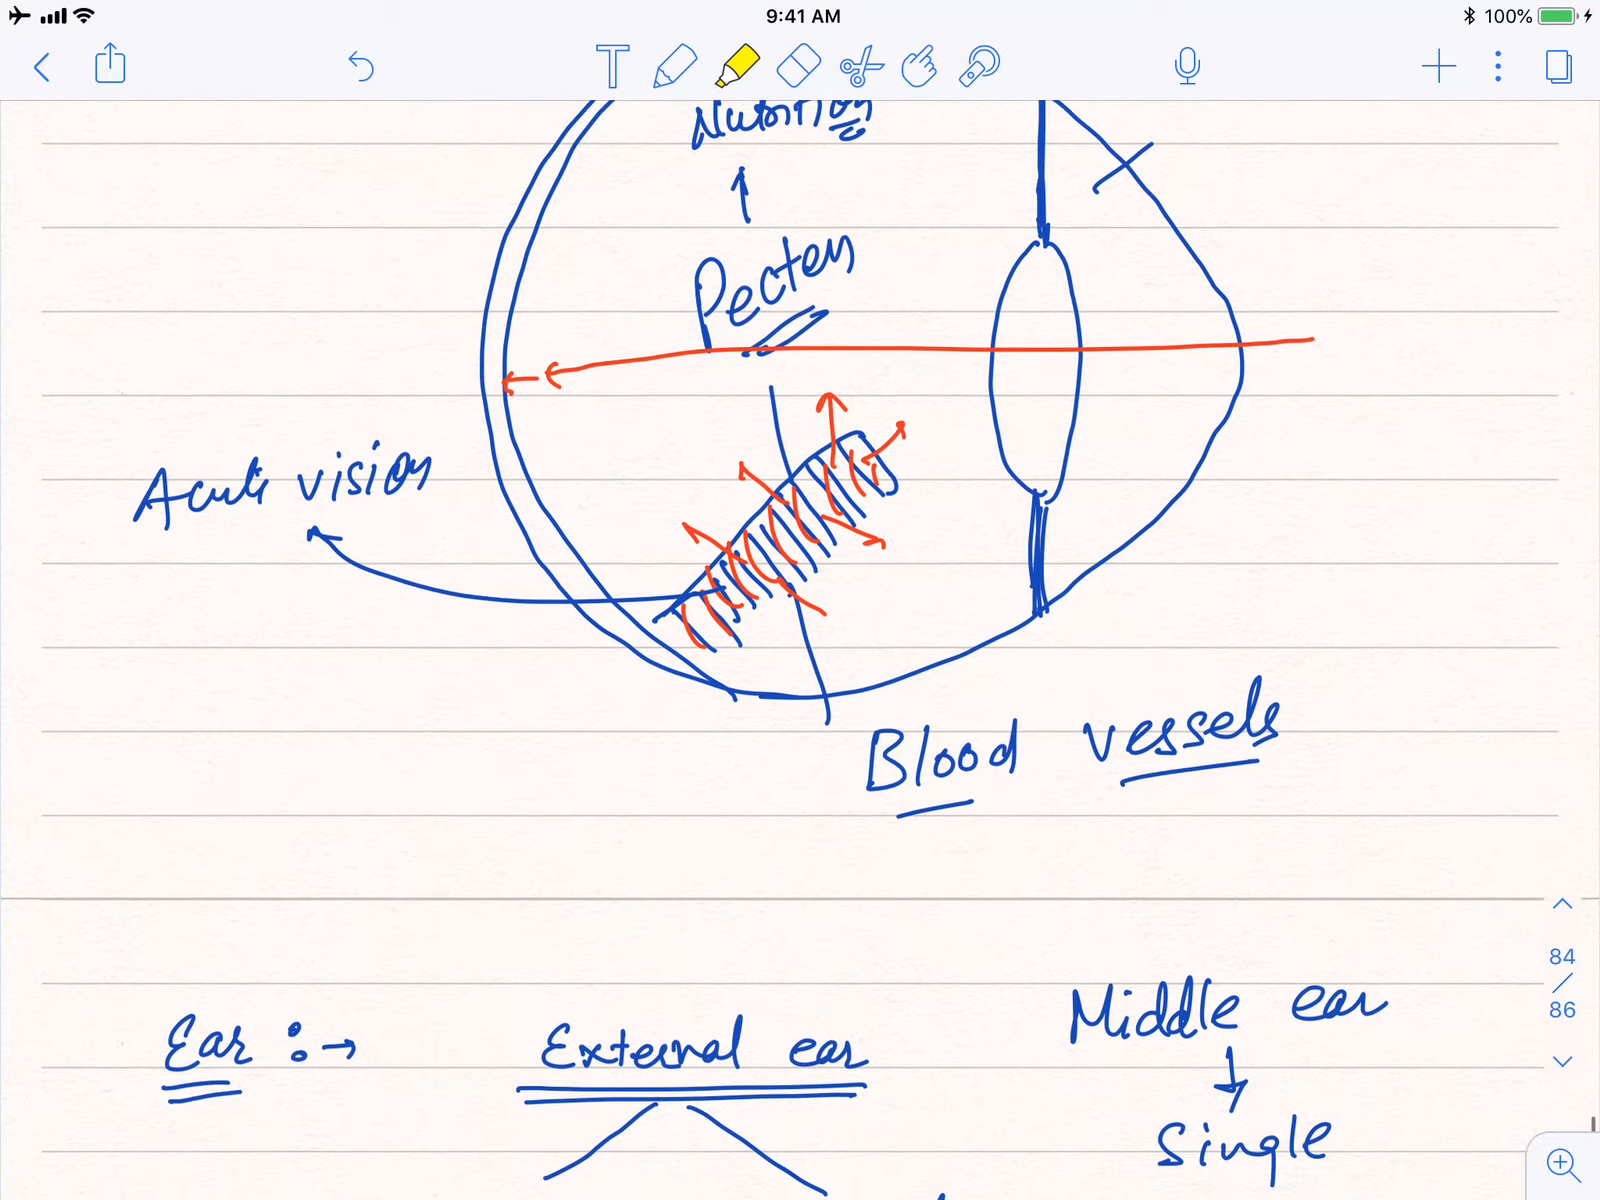 9:41 AM
100%
T
Nutrition
Pecten
Acute vision
Blood vessels
84
/
86
Ear :→
External ear
Middle ear
Single